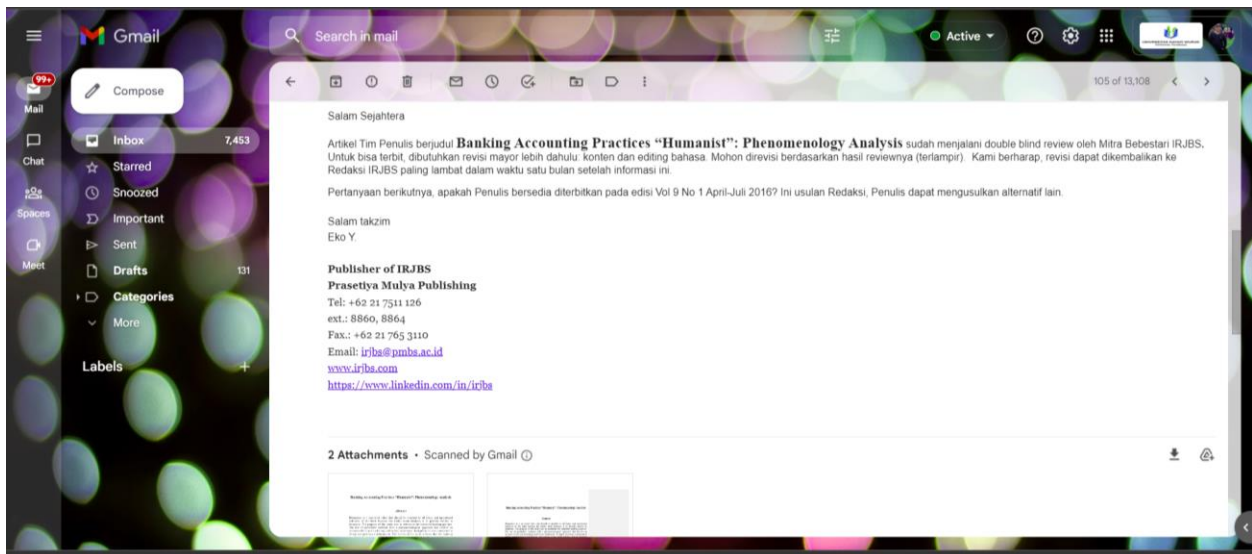 Gmail
Search in mail
Active
99+
Mail
Compose
105 of 13,108
Inbox 7,453
Chat
Starred
Snoozed
Spaces
Important
Sent
Meet
Drafts 131
Categories
More
Labels
Salam Sejahtera
Artikel Tim Penulis berjudul Banking Accounting Practices “Humanist”: Phenomenology Analysis sudah menjalani double blind review oleh Mitra Bebestari IRJBS.
Untuk bisa terbit, dibutuhkan revisi mayor lebih dahulu: konten dan editing bahasa. Mohon direvisi berdasarkan hasil reviewnya (terlampir). Kami berharap, revisi dapat dikembalikan ke
Redaksi IRJBS paling lambat dalam waktu satu bulan setelah informasi ini.
Pertanyaan berikutnya, apakah Penulis bersedia diterbitkan pada edisi Vol 9 No 1 April-Juli 2016? Ini usulan Redaksi, Penulis dapat mengusulkan alternatif lain.
Salam takzim
Eko Y.
Publisher of IRJBS
Prasetiya Mulya Publishing
Tel: +62 21 7511 126
ext.: 8860, 8864
Fax.: +62 21 765 3110
Email: irjbs@pmbs.ac.id
www.irjbs.com
https://www.linkedin.com/in/irjbs
2 Attachments • Scanned by Gmail